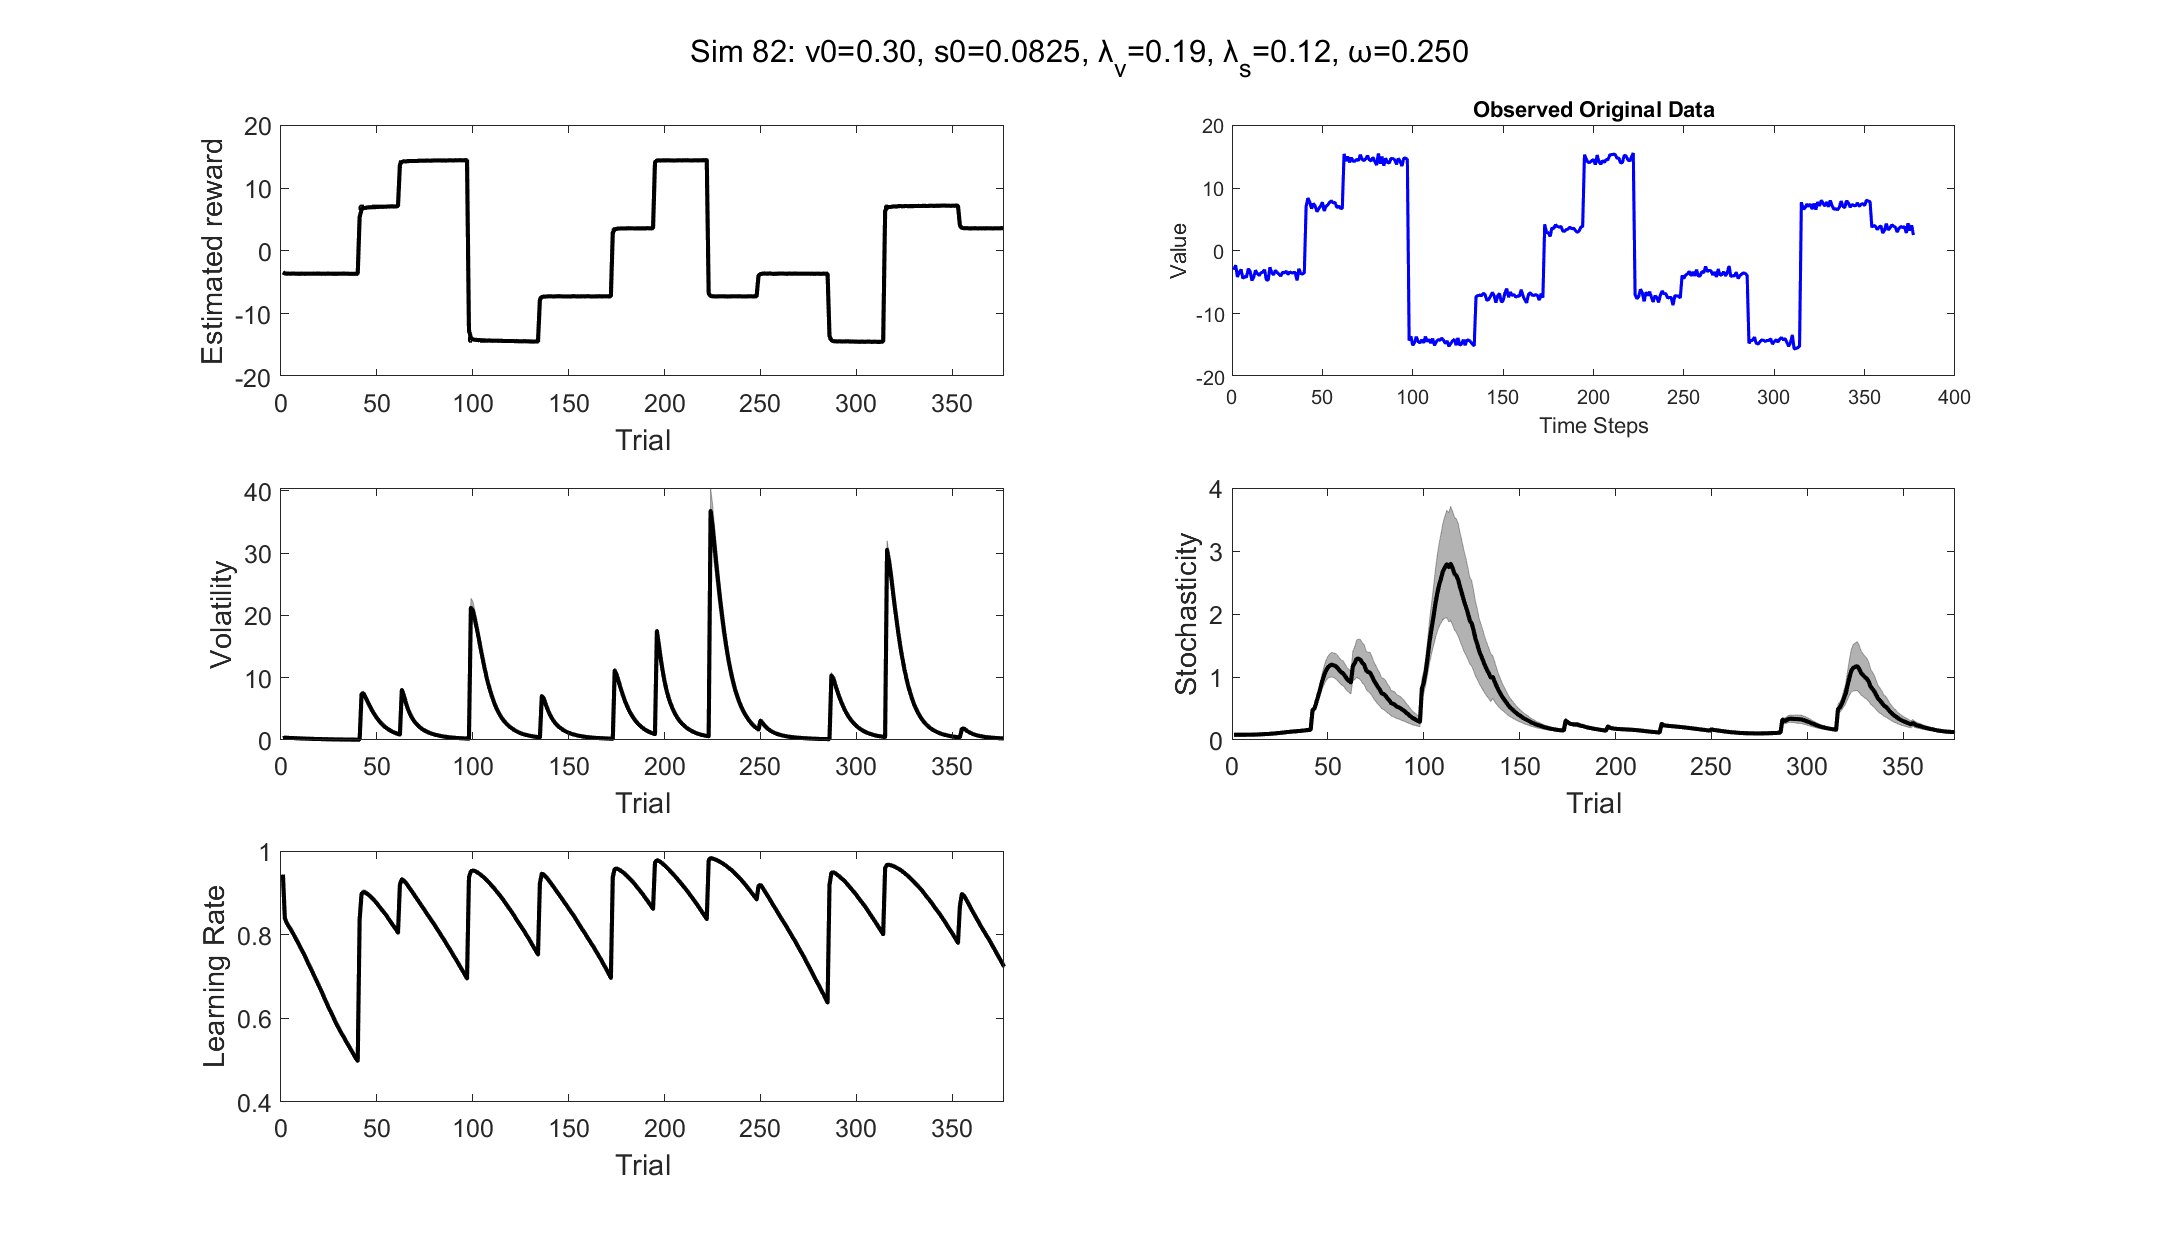 Sim 82: v0=0.30, s0=0.0825, λv=0.19, λs=0.12, ω=0.250
Estimated reward
20
10
0
-10
-20
0 50 100 150 200 250 300 350
Trial
Observed Original Data
Value
20
10
0
-10
-20
0 50 100 150 200 250 300 350 400
Time Steps
Volatility
40
30
20
10
0
0 50 100 150 200 250 300 350
Trial
Stochasticity
4
3
2
1
0
0 50 100 150 200 250 300 350
Trial
Learning Rate
1
0.8
0.6
0.4
0 50 100 150 200 250 300 350
Trial